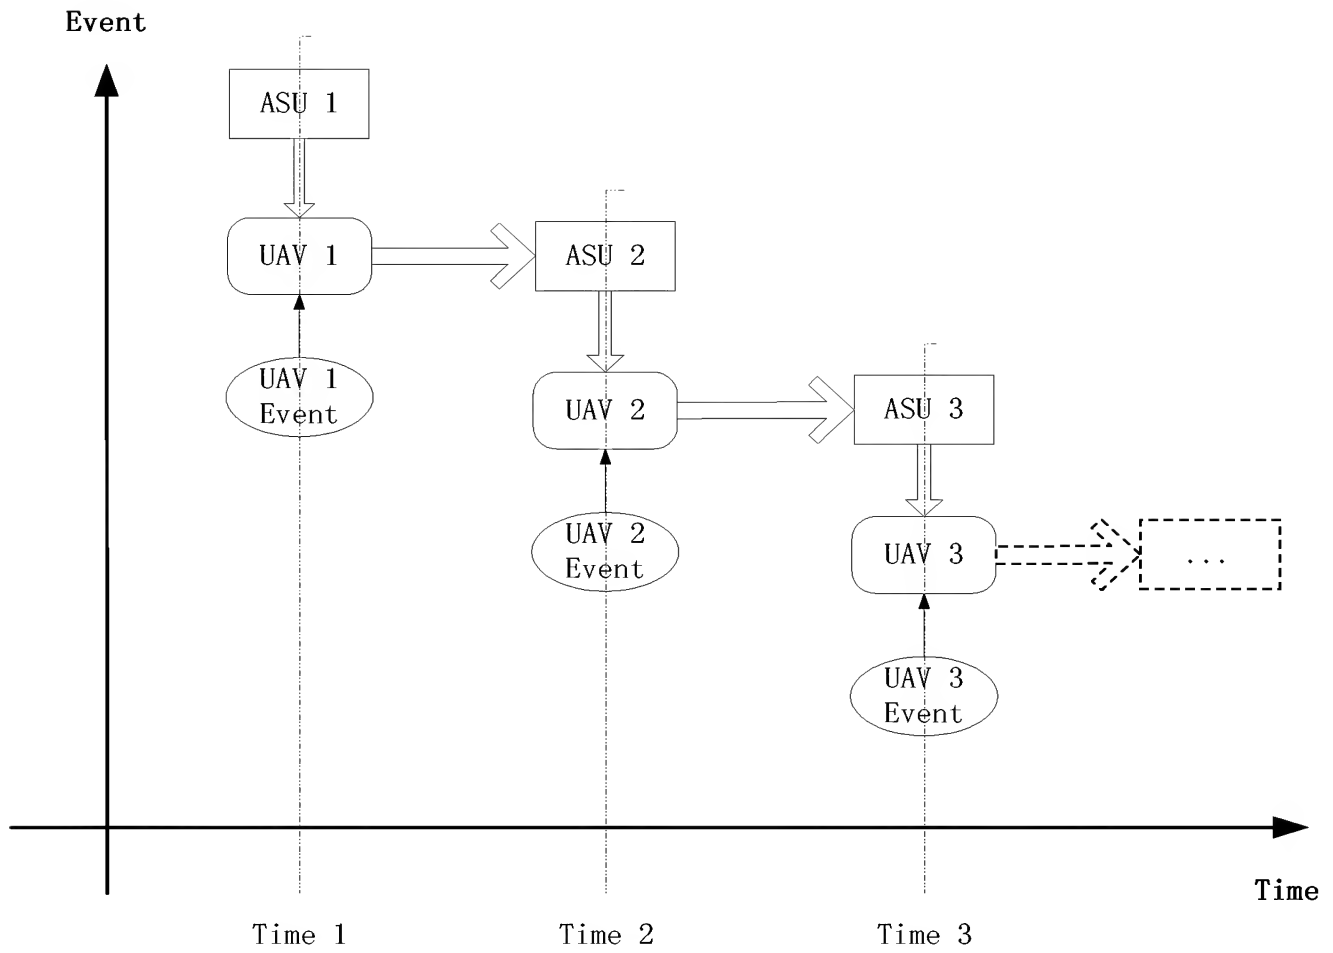 Event
ASU 1
UAV 1
ASU 2
UAV 1
Event
UAV 2
ASU 3
UAV 2
Event
UAV 3
...
UAV 3
Event
Time
Time 1
Time 2
Time 3